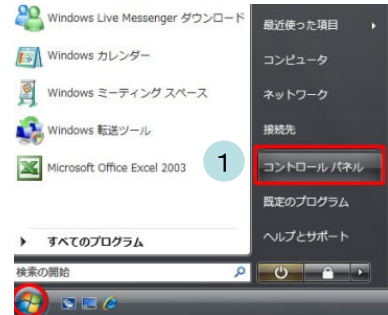 Windows Live Messenger ダウンロード
Windows カレンダー
Windows ミーティング スペース
Windows 転送ツール
Microsoft Office Excel 2003
すべてのプログラム
検索の開始
最近使った項目
コンピュータ
ネットワーク
接続先
1
コントロール パネル
既定のプログラム
ヘルプとサポート